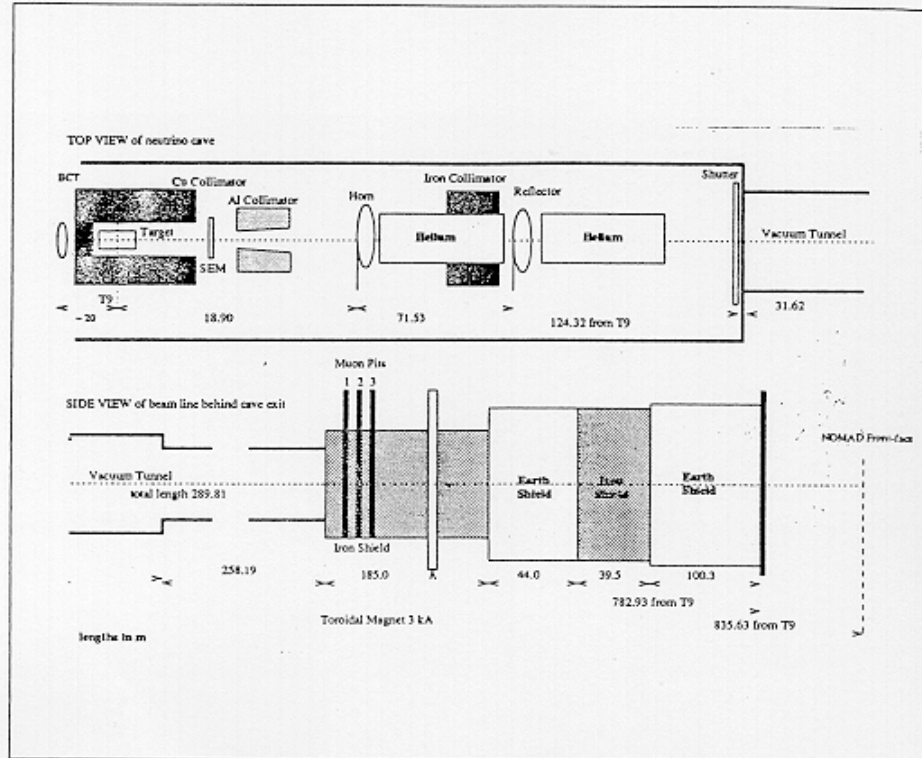 TOP VIEW of neutrino cave
BCT
Cu Collimator
Al Collimator
Horn
Iron Collimator
Reflector
Shutter
Target
Helium
Helium
Vacuum Tunnel
SEM
T9
~20
18.90
71.53
124.32 from T9
31.62
Muon Pits
1 2 3
SIDE VIEW of beam line behind cave exit
NOMAD Front-face
Vacuum Tunnel
total length 289.81
Earth
Shield
Iron
Shield
Earth
Shield
Iron Shield
258.19
185.0
44.0
39.5
100.3
782.93 from T9
Toroidal Magnet 3 kA
835.63 from T9
lengths in m